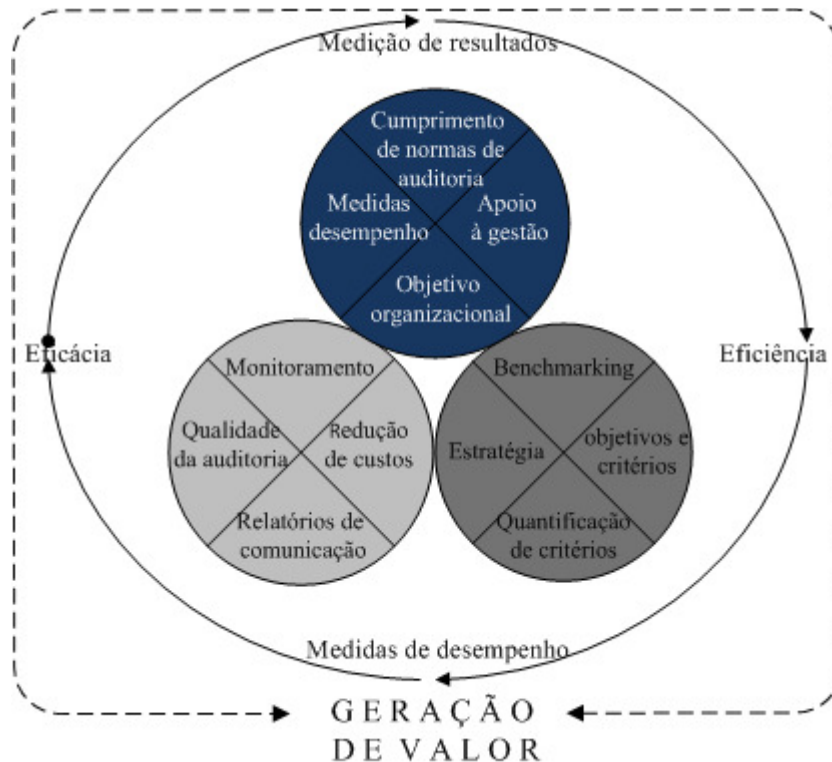 Medição de resultados
Cumprimento
de normas de
auditoria
Medidas
desempenho
Apoio
à gestão
Objetivo
organizacional
Eficácia
Eficiência
Monitoramento
Qualidade
da auditoria
Redução
de custos
Relatórios de
comunicação
Benchmarking
Estratégia
objetivos e
critérios
Quantificação
de critérios
Medidas de desempenho
GERAÇÃO
DE VALOR